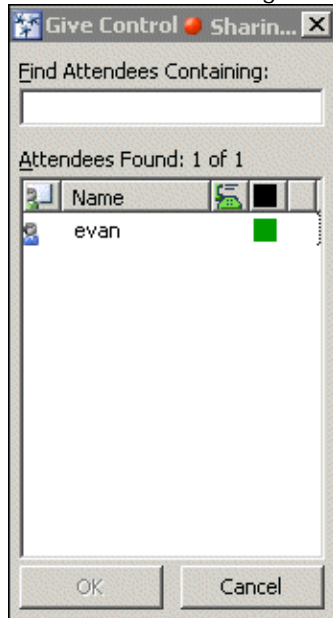 Give Control Sharin...
Find Attendees Containing:
Attendees Found: 1 of 1
Name
evan
OK
Cancel